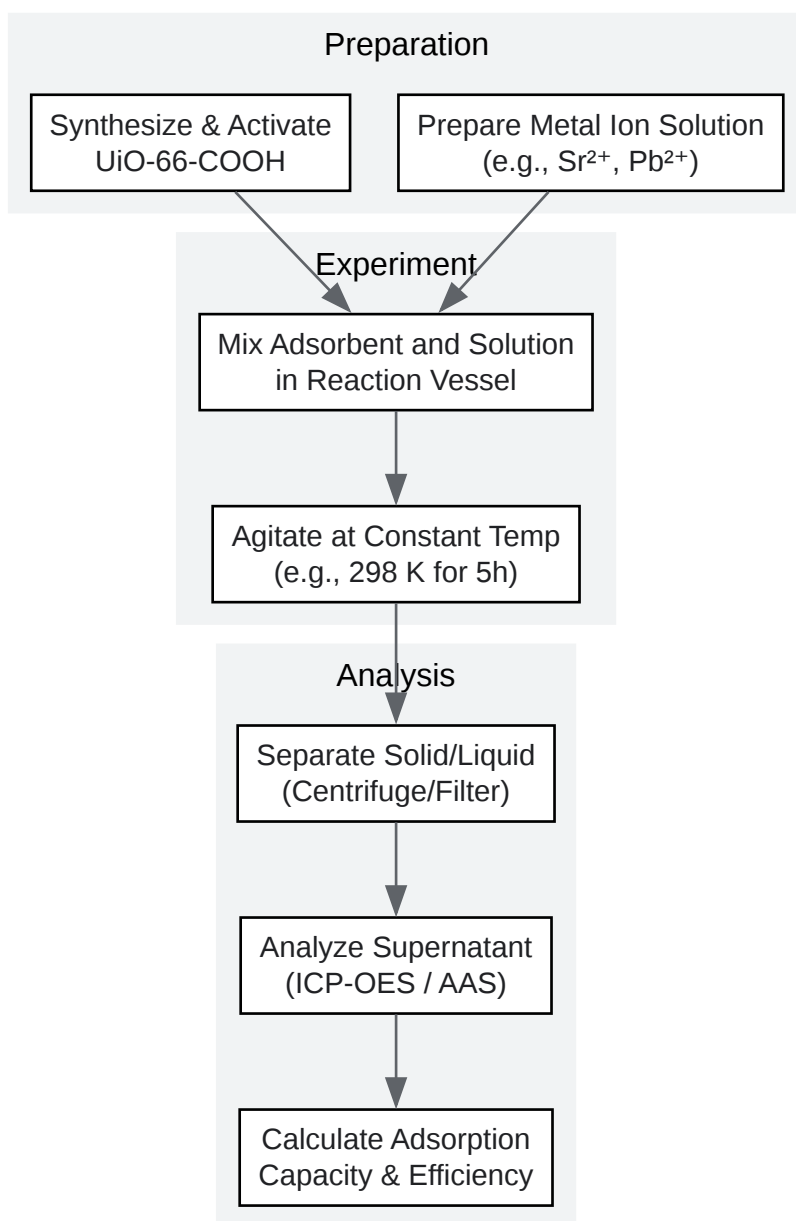 Preparation
Synthesize & Activate
UiO-66-COOH
Prepare Metal Ion Solution
(e.g., Sr²⁺, Pb²⁺)
Experiment
Mix Adsorbent and Solution
in Reaction Vessel
Agitate at Constant Temp
(e.g., 298 K for 5h)
Analysis
Separate Solid/Liquid
(Centrifuge/Filter)
Analyze Supernatant
(ICP-OES / AAS)
Calculate Adsorption
Capacity & Efficiency